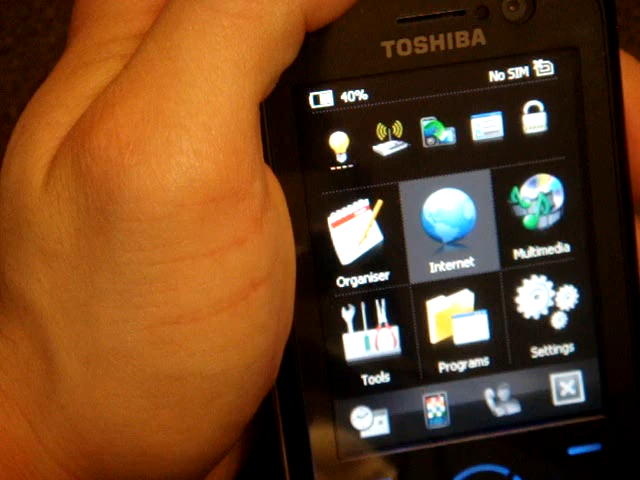 TOSHIBA
40% No SIM
Organiser Internet Multimedia
Tools Programs Settings